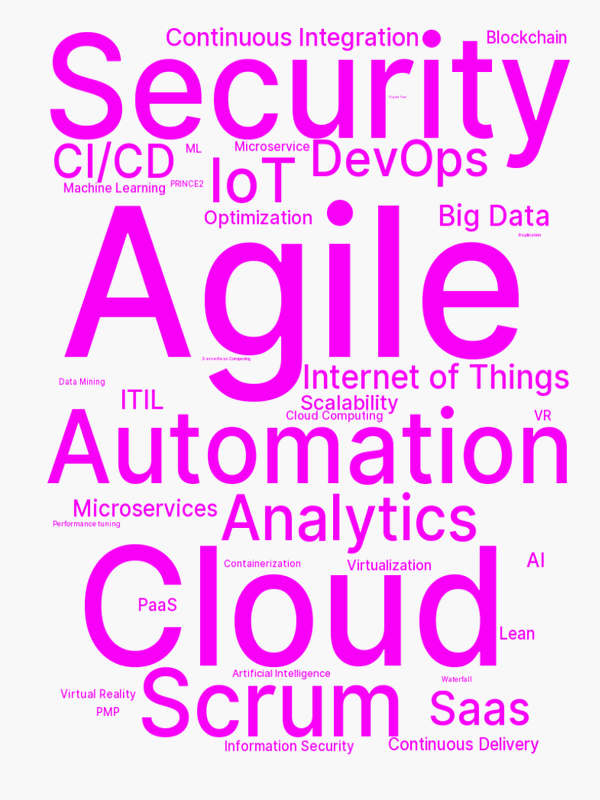 Continuous Integration
Blockchain
Security
CI/CD
ML
Microservice
DevOps
IoT
Machine Learning
PRINCE2
Optimization
Big Data
Agile
Serverless Computing
Internet of Things
Data Mining
ITIL
Scalability
Cloud Computing
VR
Automation
Microservices
Analytics
Performance tuning
Cloud
Containerization
Virtualization
AI
PaaS
Lean
Artificial Intelligence
Scrum
Waterfall
Virtual Reality
PMP
Saas
Information Security
Continuous Delivery